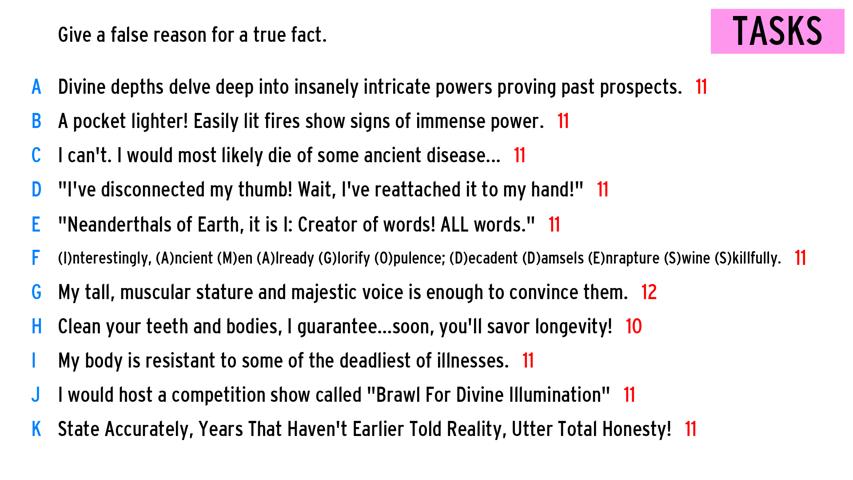 TASKS
Give a false reason for a true fact.
A Divine depths delve deep into insanely intricate powers proving past prospects. 11
B A pocket lighter! Easily lit fires show signs of immense power. 11
C I can't. I would most likely die of some ancient disease... 11
D "I've disconnected my thumb! Wait, I've reattached it to my hand!" 11
E "Neanderthals of Earth, it is I: Creator of words! ALL words." 11
F (I)nterestingly, (A)ncient (M)en (A)lready (G)lorify (O)pulence; (D)ecadent (D)amsels (E)nrapture (S)wine (S)killfully. 11
G My tall, muscular stature and majestic voice is enough to convince them. 12
H Clean your teeth and bodies, I guarantee...soon, you'll savor longevity! 10
I My body is resistant to some of the deadliest of illnesses. 11
J I would host a competition show called "Brawl For Divine Illumination" 11
K State Accurately, Years That Haven't Earlier Told Reality, Utter Total Honesty! 11